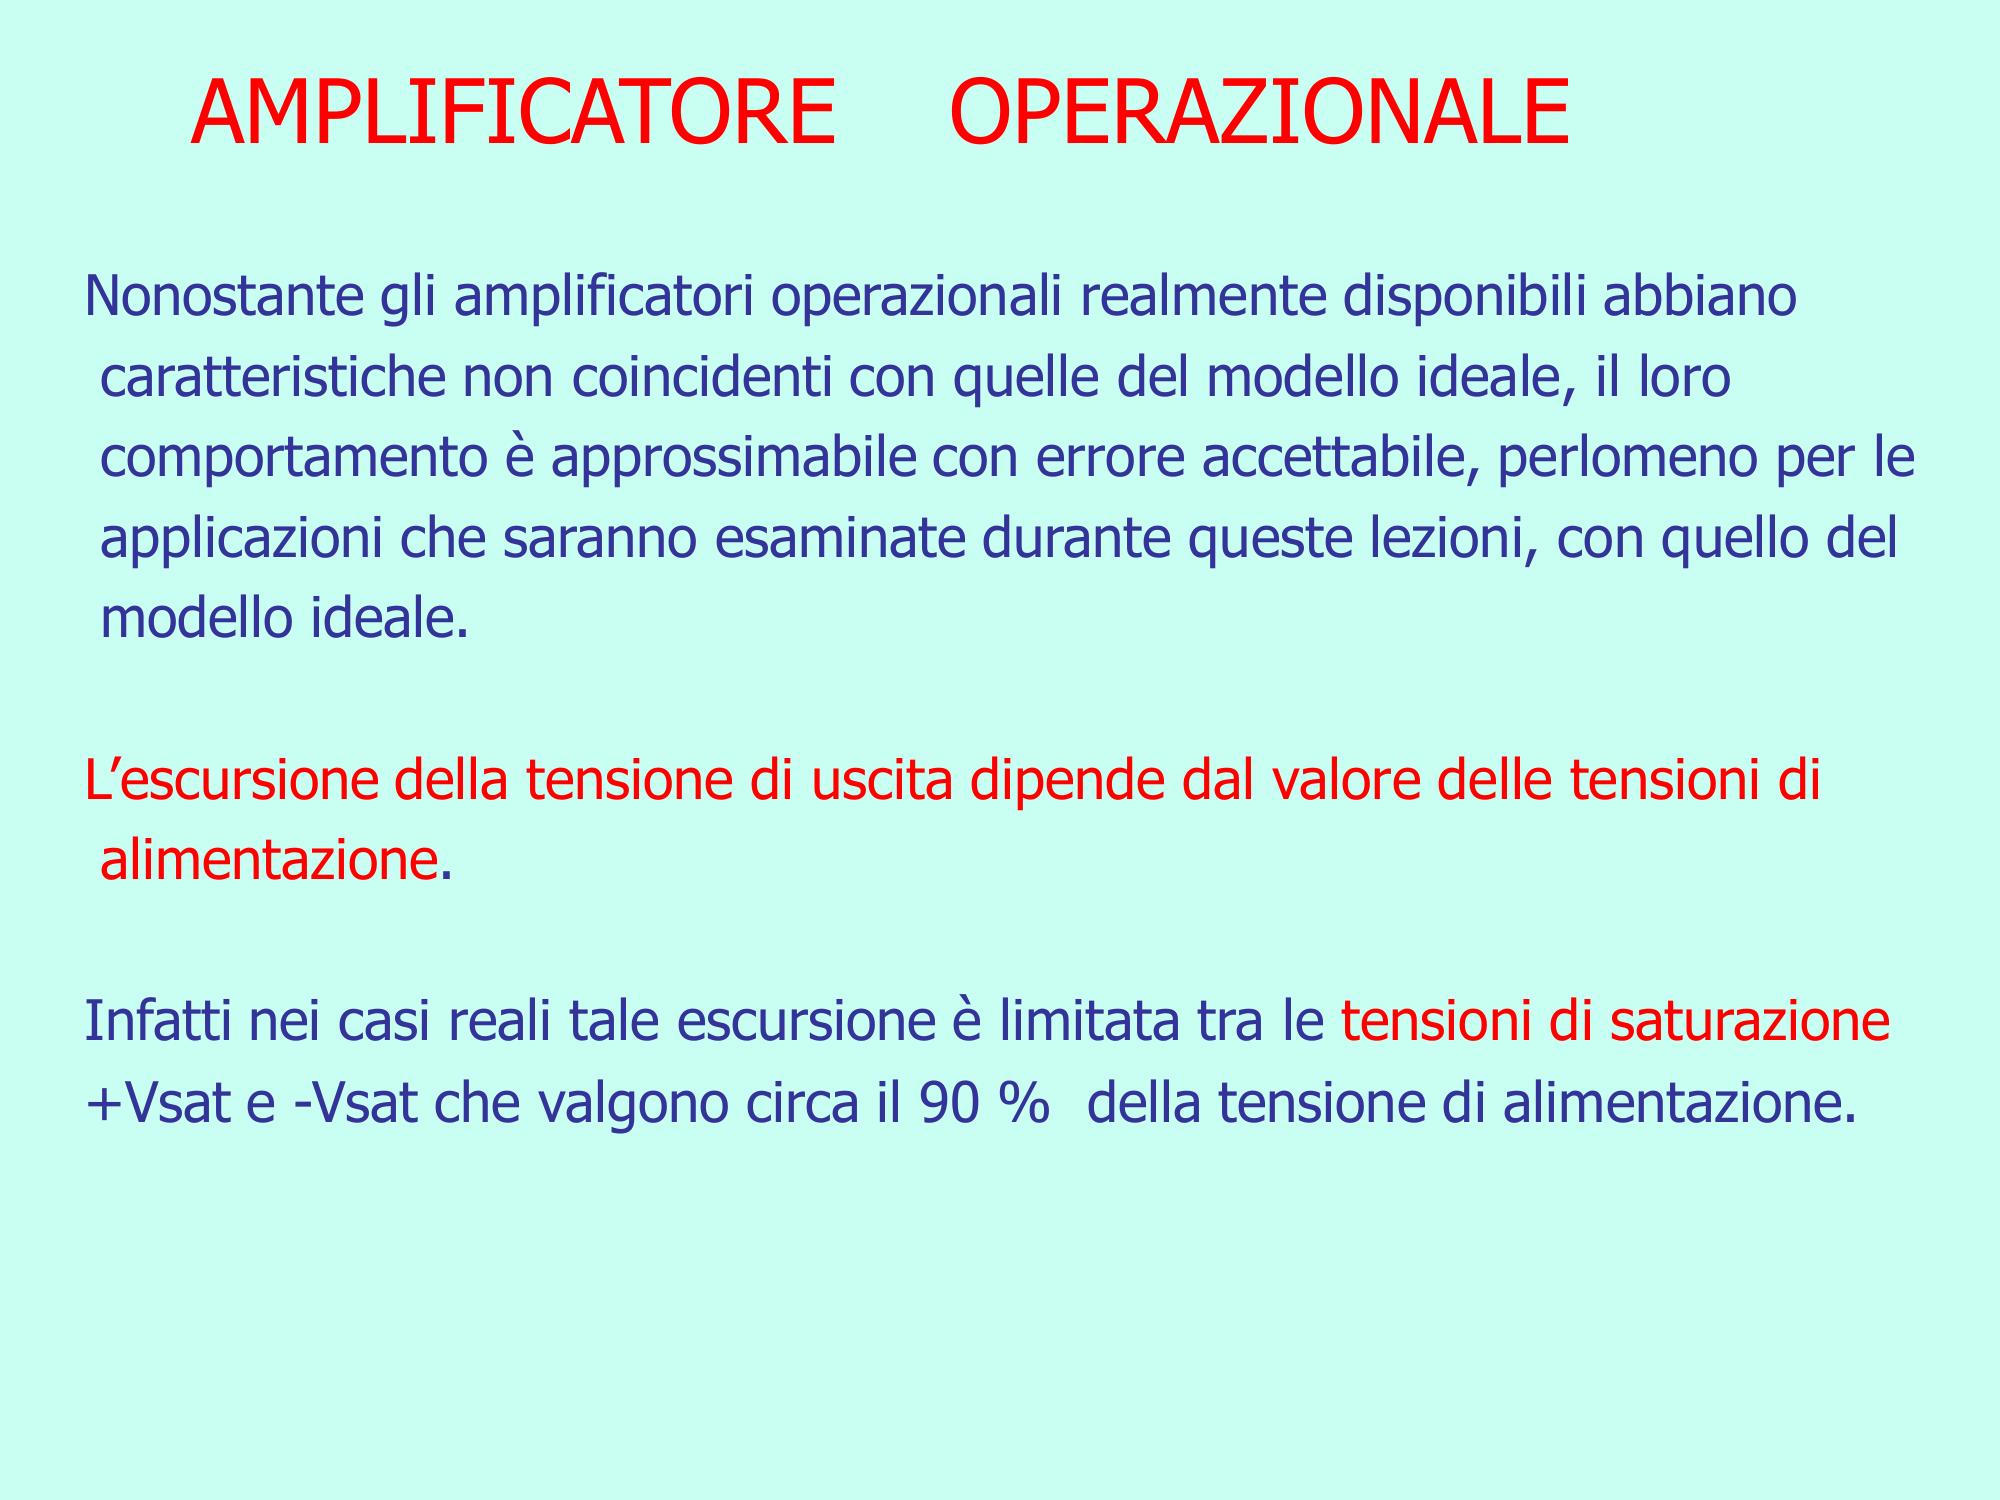 AMPLIFICATORE OPERAZIONALE
Nonostante gli amplificatori operazionali realmente disponibili abbiano
caratteristiche non coincidenti con quelle del modello ideale, il loro
comportamento è approssimabile con errore accettabile, perlomeno per le
applicazioni che saranno esaminate durante queste lezioni, con quello del
modello ideale.
L’escursione della tensione di uscita dipende dal valore delle tensioni di
alimentazione.
Infatti nei casi reali tale escursione è limitata tra le tensioni di saturazione
+Vsat e -Vsat che valgono circa il 90 % della tensione di alimentazione.